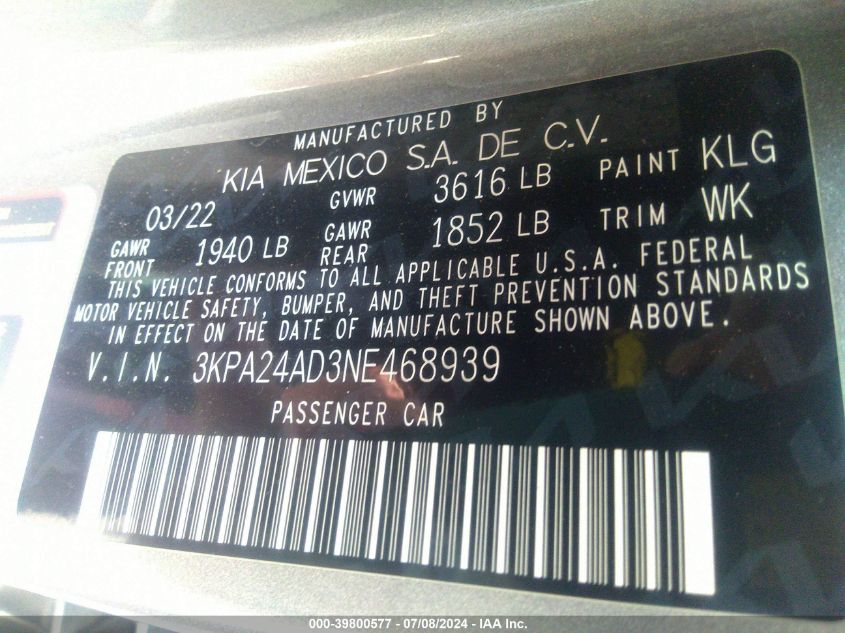 MANUFACTURED BY
KIA MEXICO S.A. DE C.V.
03/22 GVWR 3616 LB PAINT KLG
GAWR FRONT 1940 LB GAWR REAR 1852 LB TRIM WK
THIS VEHICLE CONFORMS TO ALL APPLICABLE U.S.A. FEDERAL
MOTOR VEHICLE SAFETY, BUMPER, AND THEFT PREVENTION STANDARDS
IN EFFECT ON THE DATE OF MANUFACTURE SHOWN ABOVE.
V.I.N. 3KPA24AD3NE468939
PASSENGER CAR
000-39800577 - 07/08/2024 - IAA Inc.